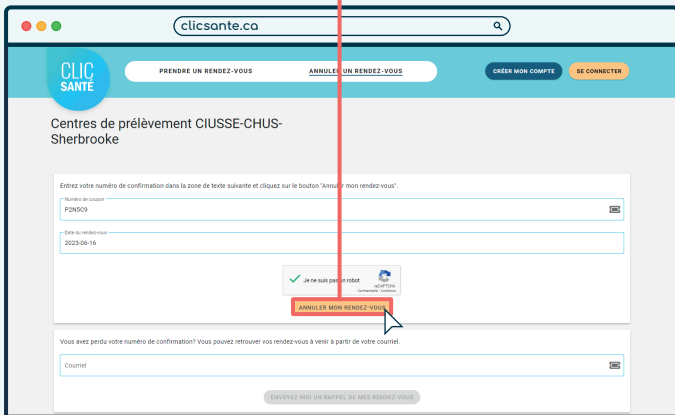 clicsante.ca
CLIC
SANTÉ
PRENDRE UN RENDEZ-VOUS
ANNULER UN RENDEZ-VOUS
CRÉER MON COMPTE
SE CONNECTER
Centres de prélèvement CIUSSE-CHUS-
Sherbrooke
Entrez votre numéro de confirmation dans la zone de texte suivante et cliquez sur le bouton "Annuler mon rendez-vous".
Numéro de coupon
P2N5C9
Date du rendez-vous
2023-06-16
Je ne suis pas un robot
reCAPTCHA
Confidentialité - Conditions
ANNULER MON RENDEZ-VOUS
Vous avez perdu votre numéro de confirmation? Vous pouvez retrouver vos rendez-vous à venir à partir de votre courriel.
Courriel
ENVOYEZ-MOI UN RAPPEL DE MES RENDEZ-VOUS